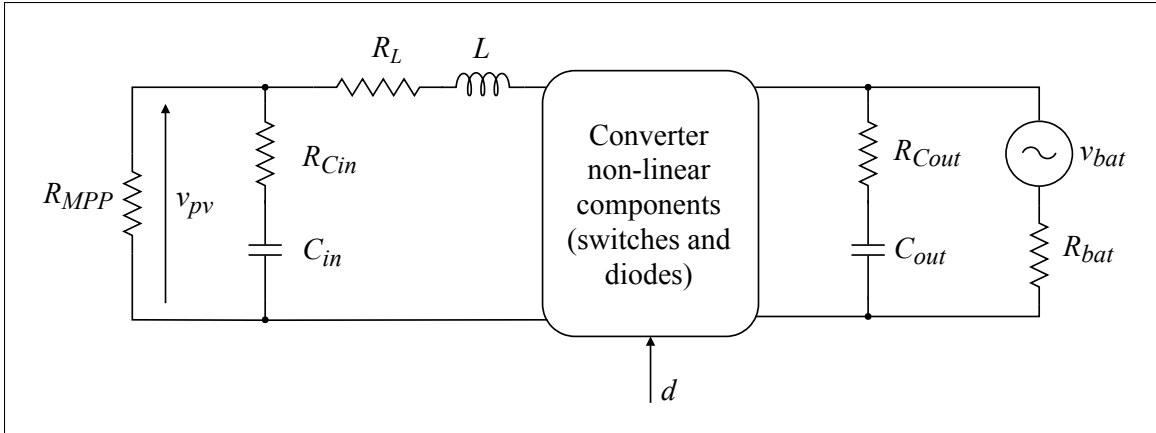 R_L
L
R_Cin
R_MPP
v_pv
C_in
Converter
non-linear
components
(switches and
diodes)
R_Cout
v_bat
C_out
R_bat
d